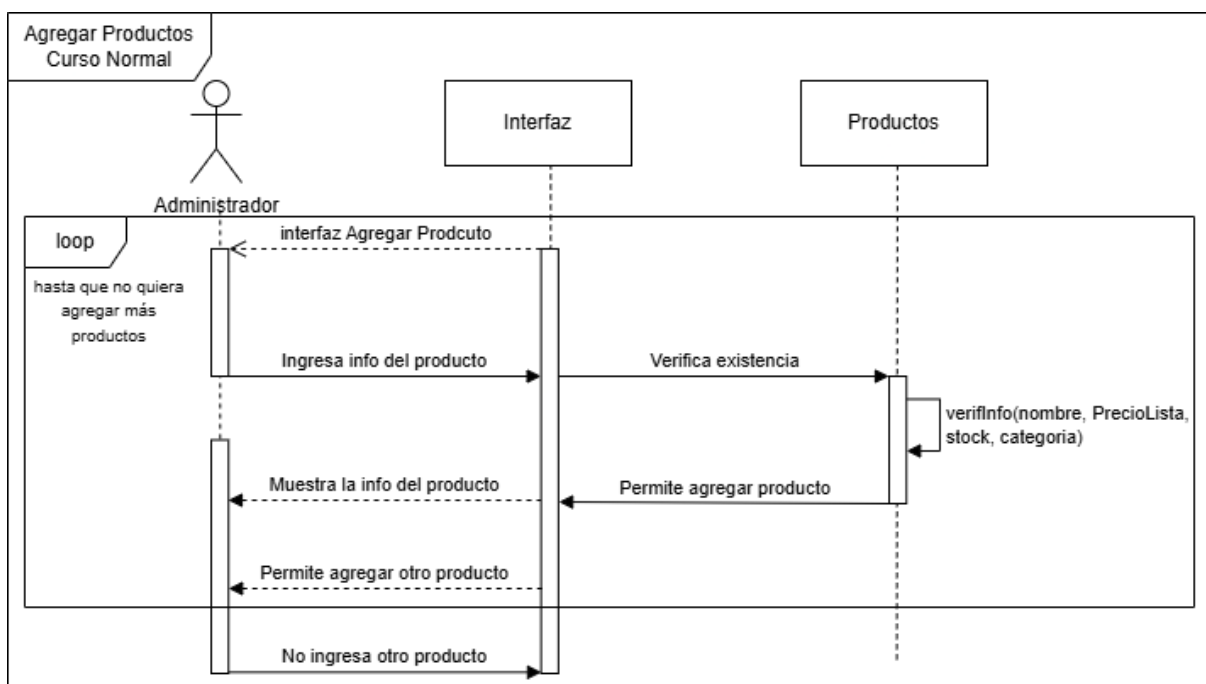 Agregar Productos
Curso Normal
Interfaz
Productos
Administrador
loop
interfaz Agregar Prodcuto
hasta que no quiera
agregar más
productos
Ingresa info del producto
Verifica existencia
verifInfo(nombre, PrecioLista,
stock, categoria)
Muestra la info del producto
Permite agregar producto
Permite agregar otro producto
No ingresa otro producto